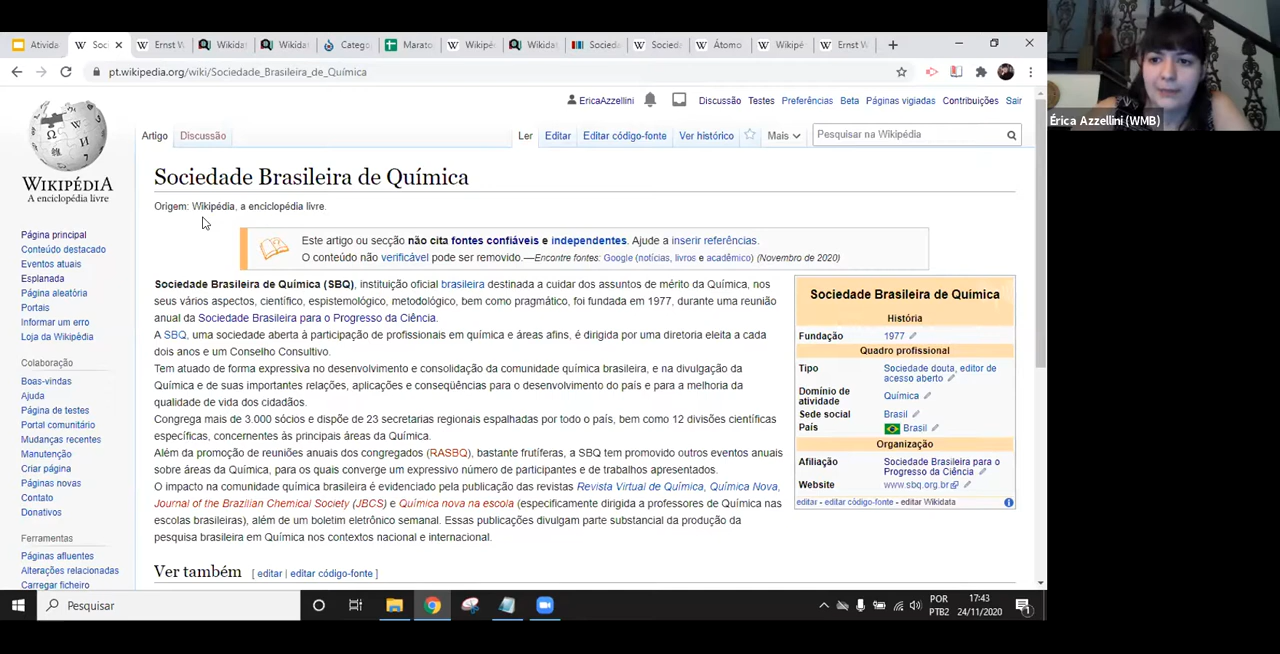 Ativida
Soci
Ernst W
Wikida
Wikida
Catego
Marato
Wikipé
Wikida
Socieda
Socieda
Átomo
Wikipé
Ernst W
pt.wikipedia.org/wiki/Sociedade_Brasileira_de_Química
EricaAzzellini Discussão Testes Preferências Beta Páginas vigiadas Contribuições Sair
Artigo Discussão Ler Editar Editar código-fonte Ver histórico Mais Pesquisar na Wikipédia
WIKIPÉDIA
A enciclopédia livre
Página principal
Conteúdo destacado
Eventos atuais
Esplanada
Página aleatória
Portais
Informar um erro
Loja da Wikipédia
Colaboração
Boas-vindas
Ajuda
Página de testes
Portal comunitário
Mudanças recentes
Manutenção
Criar página
Páginas novas
Contato
Donativos
Ferramentas
Páginas afluentes
Alterações relacionadas
Carregar ficheiro
Sociedade Brasileira de Química
Origem: Wikipédia, a enciclopédia livre.
Este artigo ou secção não cita fontes confiáveis e independentes. Ajude a inserir referências.
O conteúdo não verificável pode ser removido.—Encontre fontes: Google (notícias, livros e acadêmico) (Novembro de 2020)
Sociedade Brasileira de Química (SBQ), instituição oficial brasileira destinada a cuidar dos assuntos de mérito da Química, nos
seus vários aspectos, científico, espistemológico, metodológico, bem como pragmático, foi fundada em 1977, durante uma reunião
anual da Sociedade Brasileira para o Progresso da Ciência.
A SBQ, uma sociedade aberta à participação de profissionais em química e áreas afins, é dirigida por uma diretoria eleita a cada
dois anos e um Conselho Consultivo.
Tem atuado de forma expressiva no desenvolvimento e consolidação da comunidade química brasileira, e na divulgação da
Química e de suas importantes relações, aplicações e conseqüências para o desenvolvimento do país e para a melhoria da
qualidade de vida dos cidadãos.
Congrega mais de 3.000 sócios e dispõe de 23 secretarias regionais espalhadas por todo o país, bem como 12 divisões científicas
específicas, concernentes às principais áreas da Química.
Além da promoção de reuniões anuais dos congregados (RASBQ), bastante frutíferas, a SBQ tem promovido outros eventos anuais
sobre áreas da Química, para os quais converge um expressivo número de participantes e de trabalhos apresentados.
O impacto na comunidade química brasileira é evidenciado pela publicação das revistas Revista Virtual de Química, Química Nova,
Journal of the Brazilian Chemical Society (JBCS) e Química nova na escola (especificamente dirigida a professores de Química nas
escolas brasileiras), além de um boletim eletrônico semanal. Essas publicações divulgam parte substancial da produção da
pesquisa brasileira em Química nos contextos nacional e internacional.
Ver também [ editar | editar código-fonte ]
Sociedade Brasileira de Química
História
Fundação 1977
Quadro profissional
Tipo Sociedade douta, editor de
acesso aberto
Domínio de
atividade Química
Sede social Brasil
País Brasil
Organização
Afiliação Sociedade Brasileira para o
Progresso da Ciência
Website www.sbq.org.br
editar - editar código-fonte - editar Wikidata
Érica Azzellini (WMB)
Pesquisar
POR
PTB2
17:43
24/11/2020
1